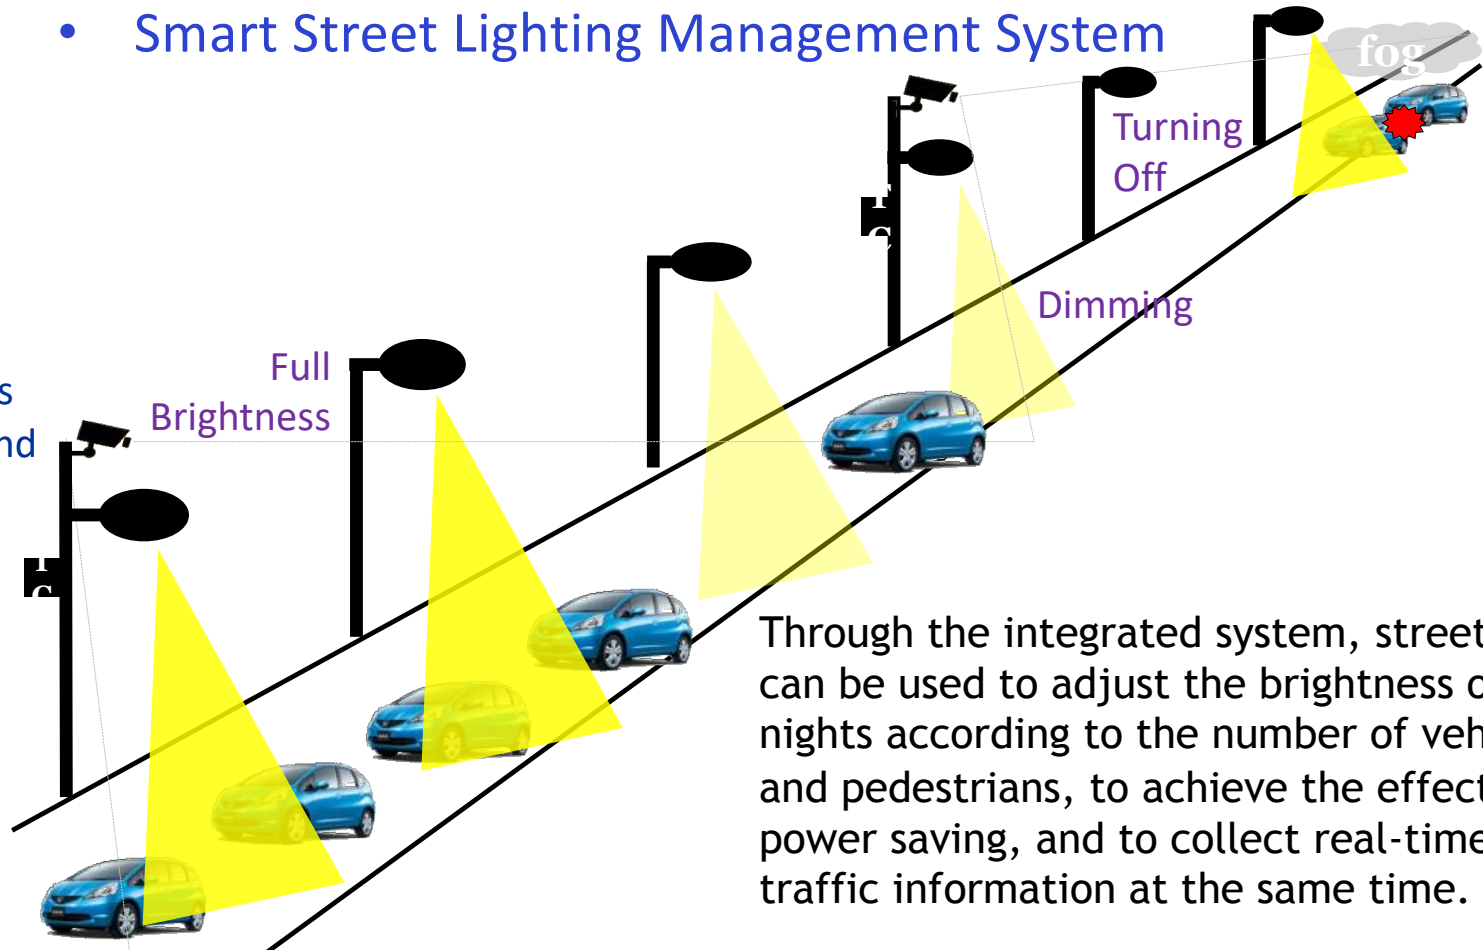 • Smart Street Lighting Management System
fog
Turning
Off
Dimming
Full
Brightness
s
nd
Through the integrated system, street
can be used to adjust the brightness o
nights according to the number of veh
and pedestrians, to achieve the effect
power saving, and to collect real-time
traffic information at the same time.